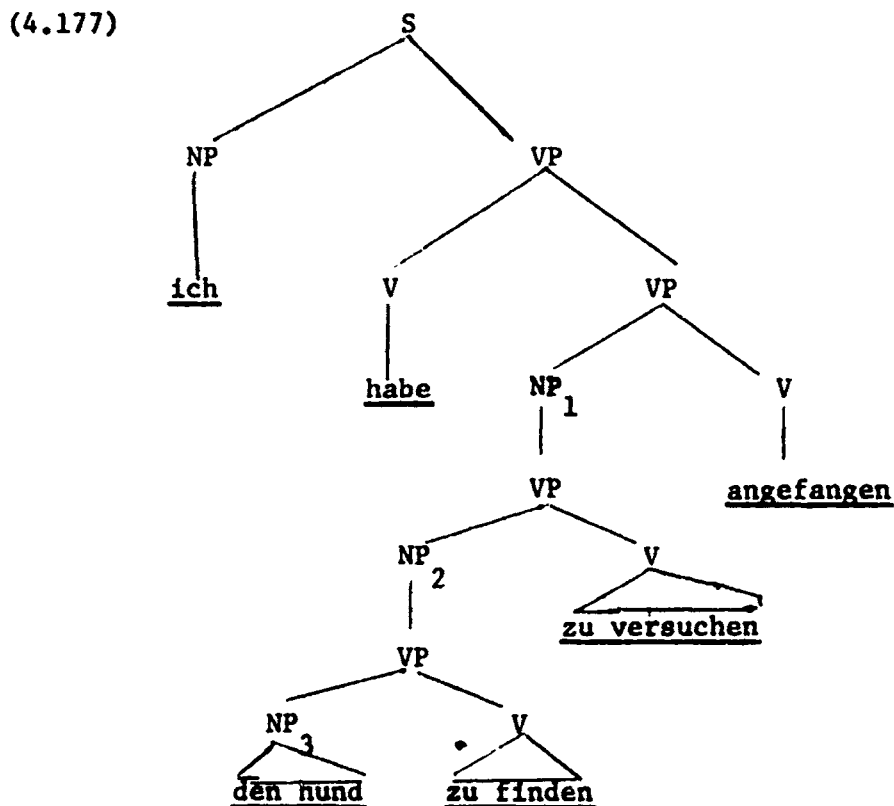 (4.177)
S
NP VP
ich V VP
habe NP1 V
VP angefangen
NP2 V
zu versuchen
VP
NP3 V
den hund zu finden